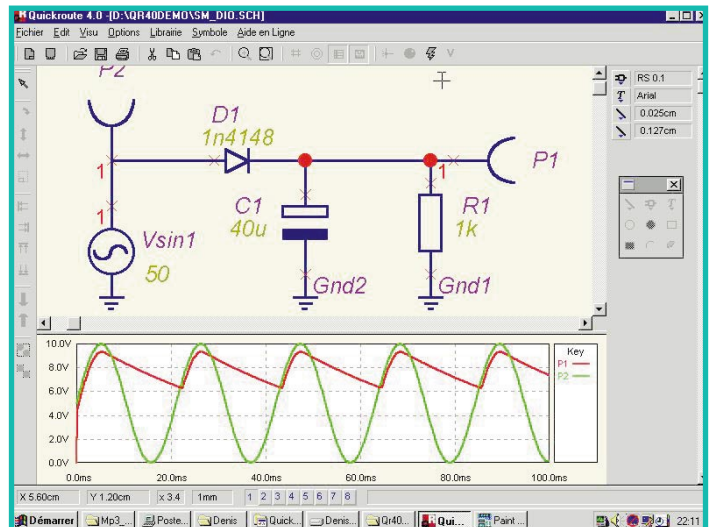 Quickroute 4.0 -[D:\QR40DEMO\SM_DIO.SCH]
Fichier Edit Visu Options Librairie Symbole Aide en Ligne
RS 0.1
Arial
0.025cm
0.127cm
P2
D1
1n4148
1
1
P1
1
Vsin1
50
C1
40u
R1
1k
Gnd2
Gnd1
10.0V
8.0V
6.0V
4.0V
2.0V
0.0V
0.0ms 20.0ms 40.0ms 60.0ms 80.0ms 100.0ms
Key
P1
P2
X 5.60cm Y 1.20cm x 3.4 1mm 1 2 3 4 5 6 7 8
Démarrer Mp3_... Poste... Denis Quick... Denis... Qr40... Qui... Paint ... 22:11